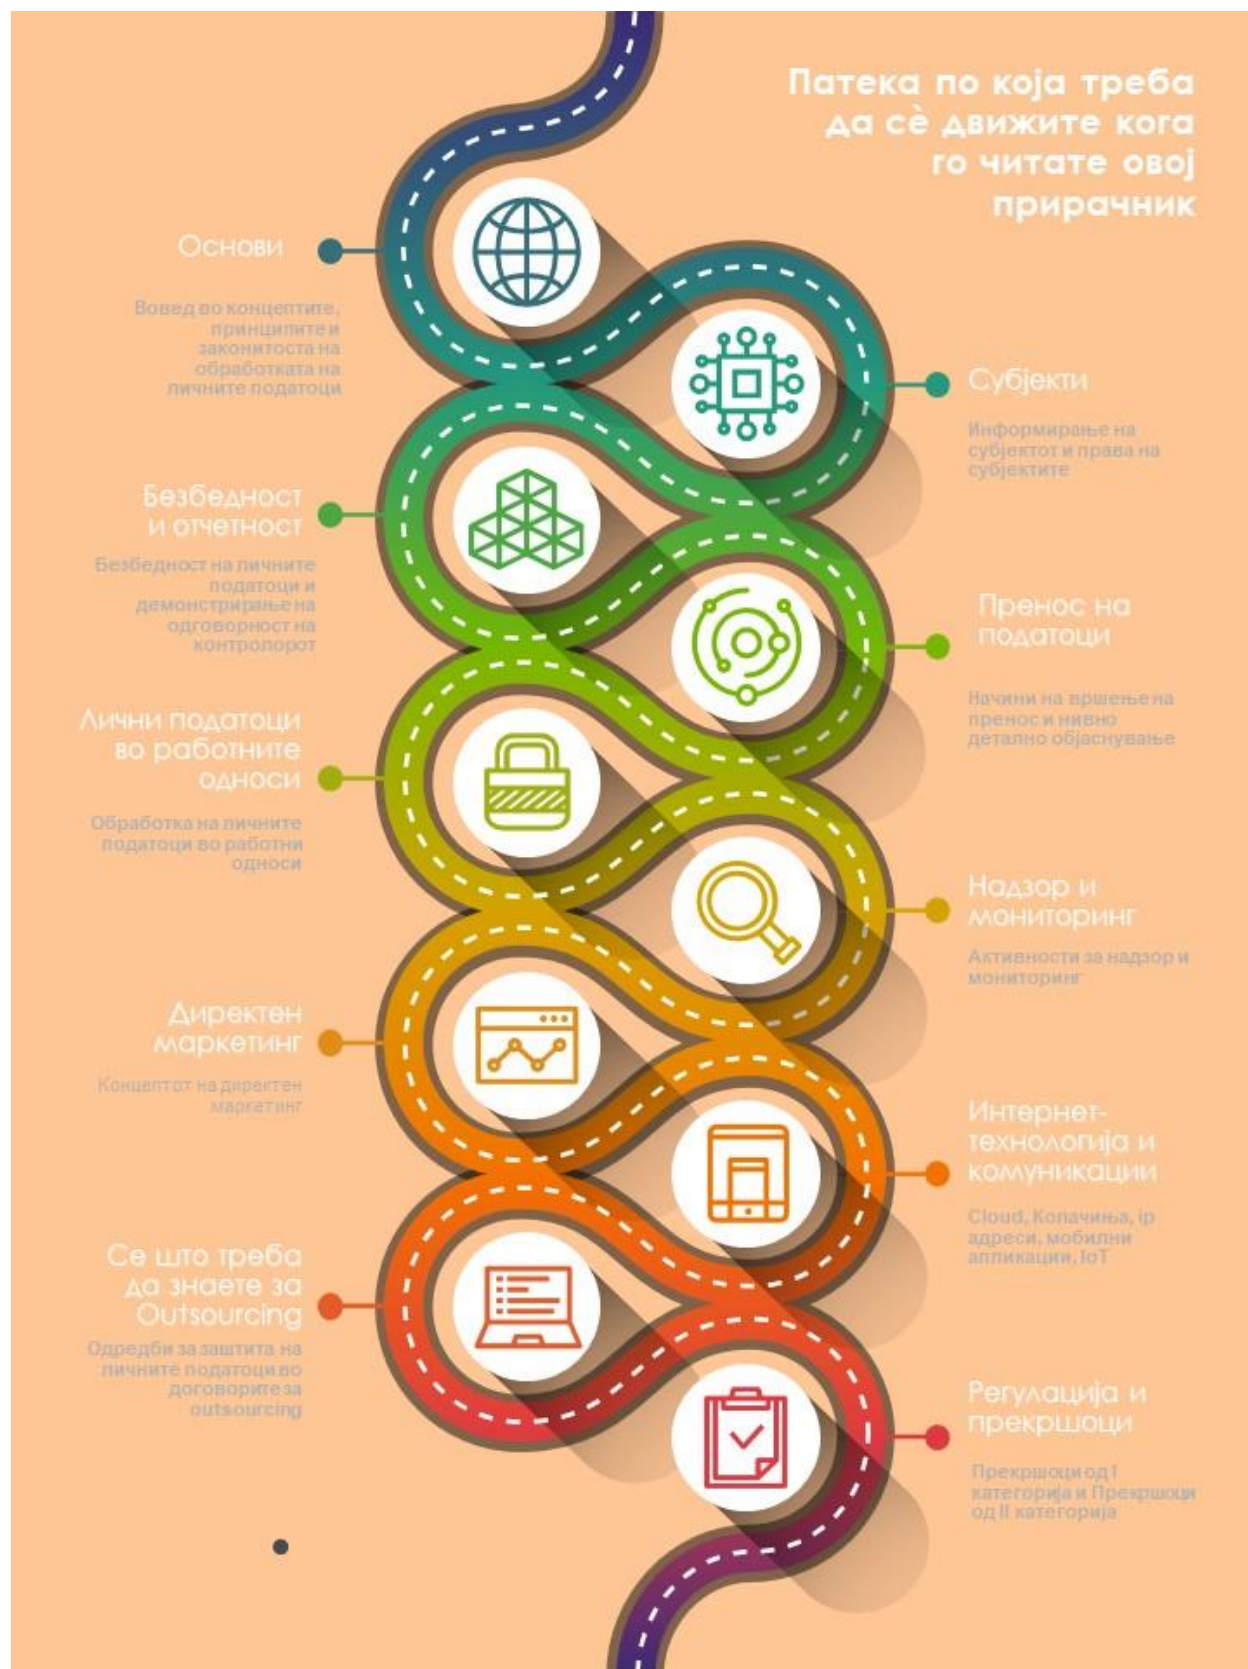 Патека по која треба
да сѐ движите кога
го читате овој
прирачник
Основи
Вовед во концептите,
принципите и
законитоста на
обработката на
личните податоци
Субјекти
Информирање на
субјектот и права на
субјектите
Безбедност
и отчетност
Безбедност на личните
податоци и
демонстрирање на
одговорност на
контролорот
Пренос на
податоци
Начини на вршење на
пренос и нивно
детално објаснување
Лични податоци
во работните
односи
Обработка на личните
податоци во работни
односи
Надзор и
мониторинг
Активности за надзор и
мониторинг
Директен
маркетинг
Концептот на директен
маркетинг
Интернет-
технологија и
комуникации
Cloud, Колачиња, ip
адреси, мобилни
апликации, IoT
Се што треба
да знаете за
Outsourcing
Одредби за заштита на
личните податоци во
договорите за
outsourcing
Регулација и
прекршоци
Прекршоци од I
категорија и Прекршоци
од II категорија